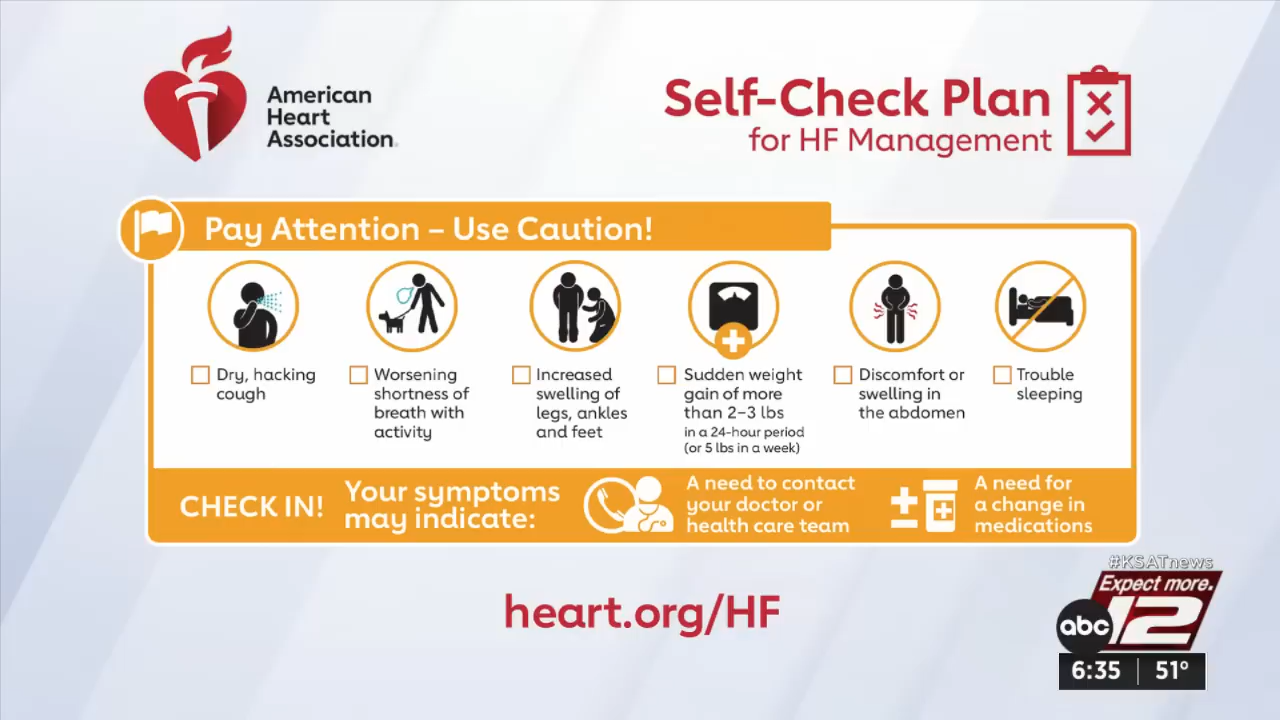 American
Heart
Association.
Self-Check Plan
for HF Management
Pay Attention – Use Caution!
Dry, hacking
cough
Worsening
shortness of
breath with
activity
Increased
swelling of
legs, ankles
and feet
Sudden weight
gain of more
than 2–3 lbs
in a 24-hour period
(or 5 lbs in a week)
Discomfort or
swelling in
the abdomen
Trouble
sleeping
CHECK IN!
Your symptoms
may indicate:
A need to contact
your doctor or
health care team
A need for
a change in
medications
heart.org/HF
#KSATnews
Expect more.
abc 12
6:35 51°